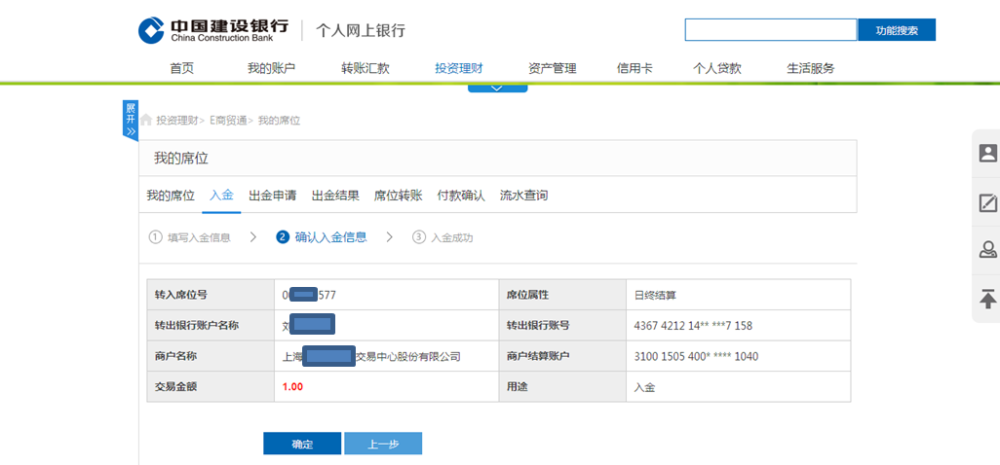 中国建设银行 个人网上银行
China Construction Bank
功能搜索
首页 我的账户 转账汇款 投资理财 资产管理 信用卡 个人贷款 生活服务
展开
投资理财> E商贸通> 我的席位
我的席位
我的席位 入金 出金申请 出金结果 席位转账 付款确认 流水查询
1 填写入金信息 2 确认入金信息 3 入金成功
转入席位号 0 577 席位属性 日终结算
转出银行账户名称 刘 转出银行账号 4367 4212 14** ***7 158
商户名称 上海 交易中心股份有限公司 商户结算账户 3100 1505 400* **** 1040
交易金额 1.00 用途 入金
确定 上一步